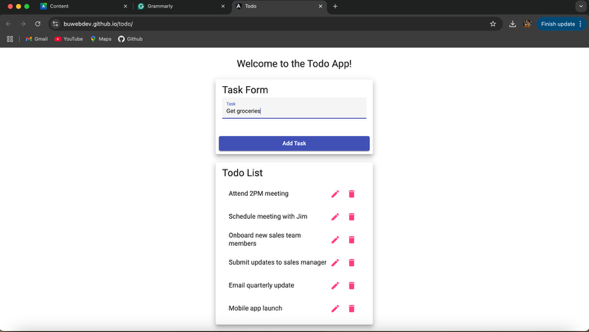 Content
Grammarly
Todo
buwebdev.github.io/todo/
Finish update
Gmail
YouTube
Maps
Github
Welcome to the Todo App!
Task Form
Task
Get groceries
Add Task
Todo List
Attend 2PM meeting
Schedule meeting with Jim
Onboard new sales team
members
Submit updates to sales manager
Email quarterly update
Mobile app launch